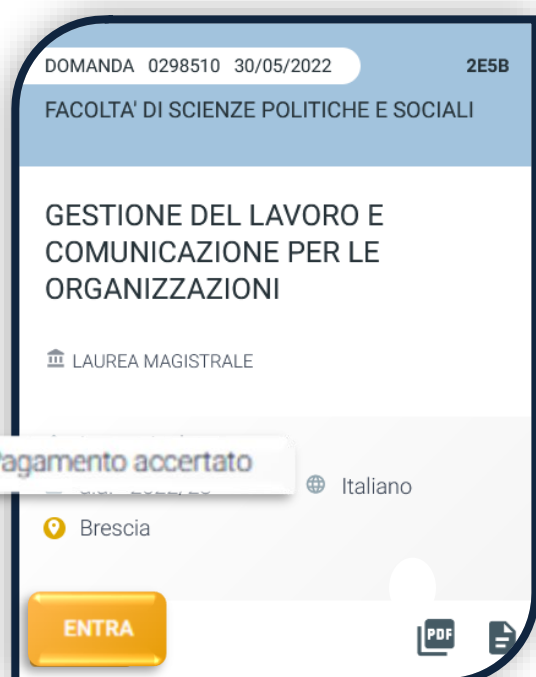 DOMANDA 0298510 30/05/2022 2E5B
FACOLTA' DI SCIENZE POLITICHE E SOCIALI
GESTIONE DEL LAVORO E
COMUNICAZIONE PER LE
ORGANIZZAZIONI
LAUREA MAGISTRALE
Pagamento accertato
Italiano
Brescia
ENTRA
PDF